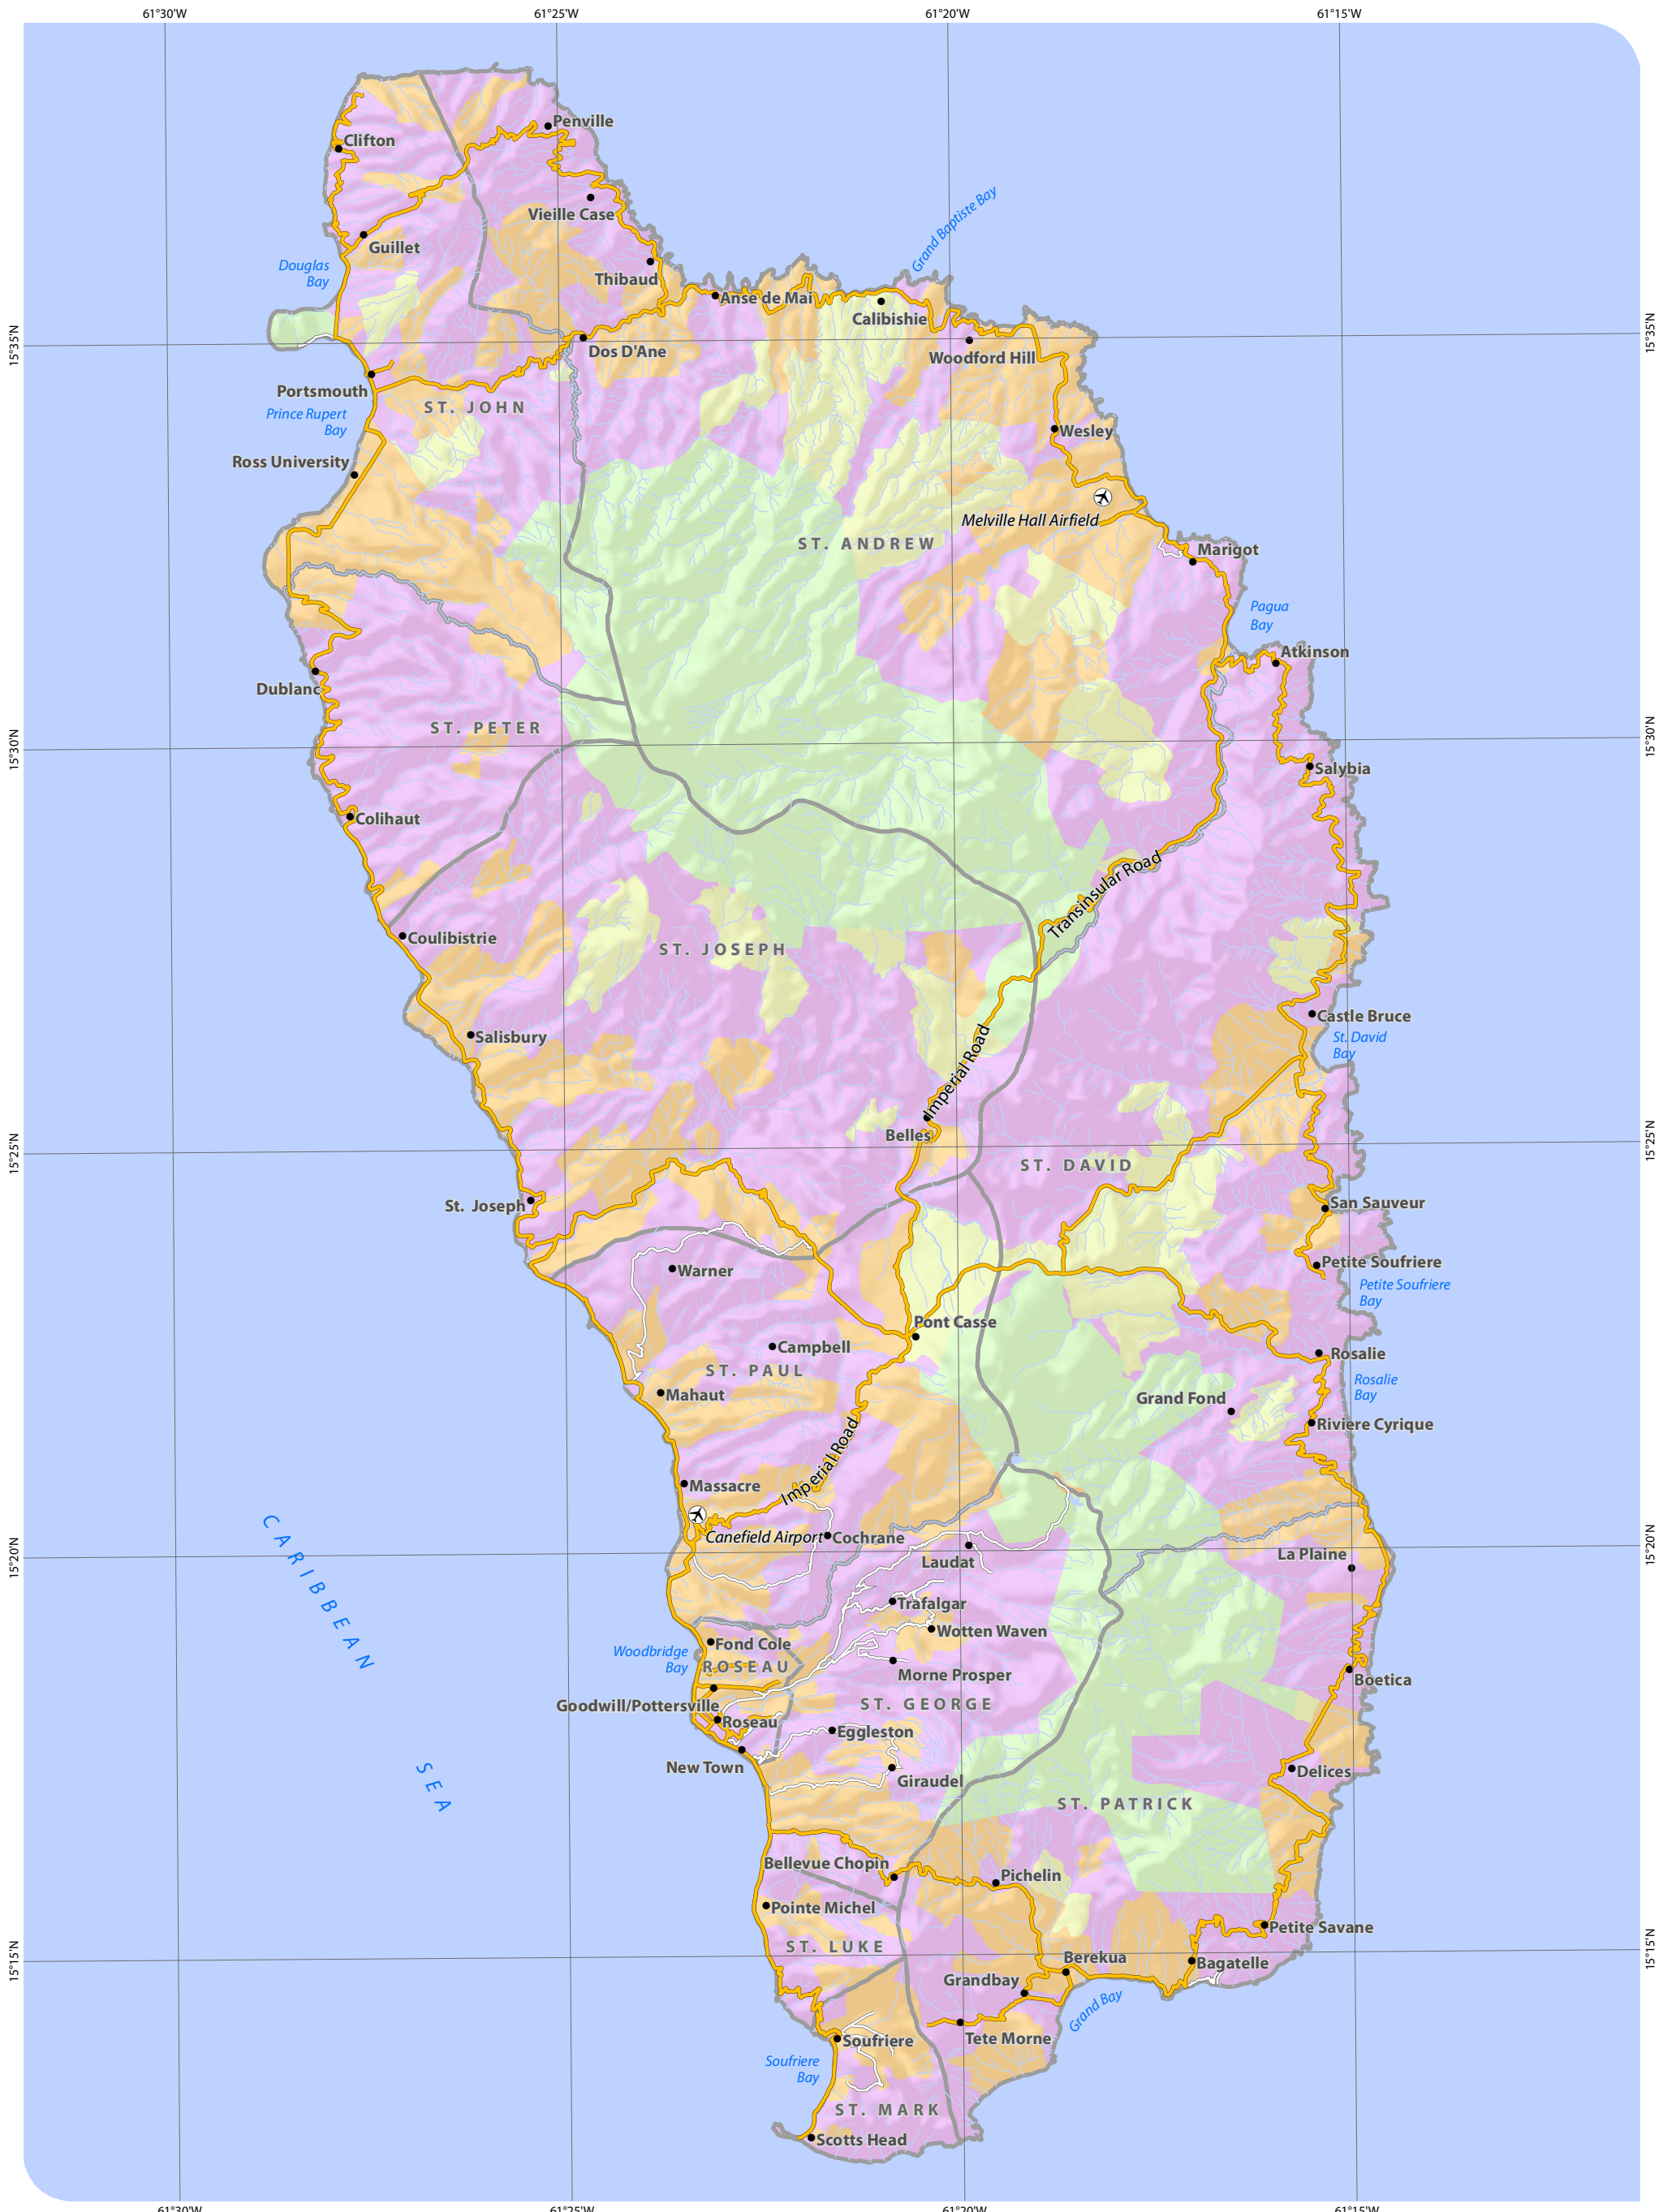 61°30'W
61°25'W
61°20'W
61°15'W
Penville
Clifton
Vieille Case
Grand Baptiste Bay
Guillet
Douglas
Bay
Thibaud
Anse de Mai
Calibishie
15°35'N
15°35'N
Dos D'Ane
Woodford Hill
Portsmouth
ST. JOHN
Prince Rupert
Bay
Wesley
Ross University
Melville Hall Airfield
ST. ANDREW
Marigot
Pagua
Bay
Atkinson
Dublanc
ST. PETER
15°30'N
15°30'N
Salybia
Colihaut
Transinsular Road
Coulibistrie
ST. JOSEPH
Castle Bruce
Salisbury
St. David
Bay
Imperial Road
Belles
15°25'N
15°25'N
ST. DAVID
St. Joseph
San Sauveur
Warner
Petite Soufriere
Petite Soufriere
Bay
Pont Casse
Campbell
Rosalie
ST. PAUL
Rosalie
Bay
Mahaut
Grand Fond
Riviere Cyrique
Imperial Road
Massacre
CARIBBEAN
SEA
Canefield Airport
Cochrane
15°20'N
15°20'N
Laudat
La Plaine
Trafalgar
Wotten Waven
Fond Cole
Woodbridge
Bay
ROSEAU
Morne Prosper
Boetica
Goodwill/Pottersville
ST. GEORGE
Roseau
Eggleston
New Town
Giraudel
Delices
ST. PATRICK
Bellevue Chopin
Pichelin
Pointe Michel
Petite Savane
ST. LUKE
Berekua
15°15'N
15°15'N
Bagatelle
Grandbay
Grand Bay
Soufriere
Tete Morne
Soufriere
Bay
ST. MARK
Scotts Head
61°30'W
61°25'W
61°20'W
61°15'W